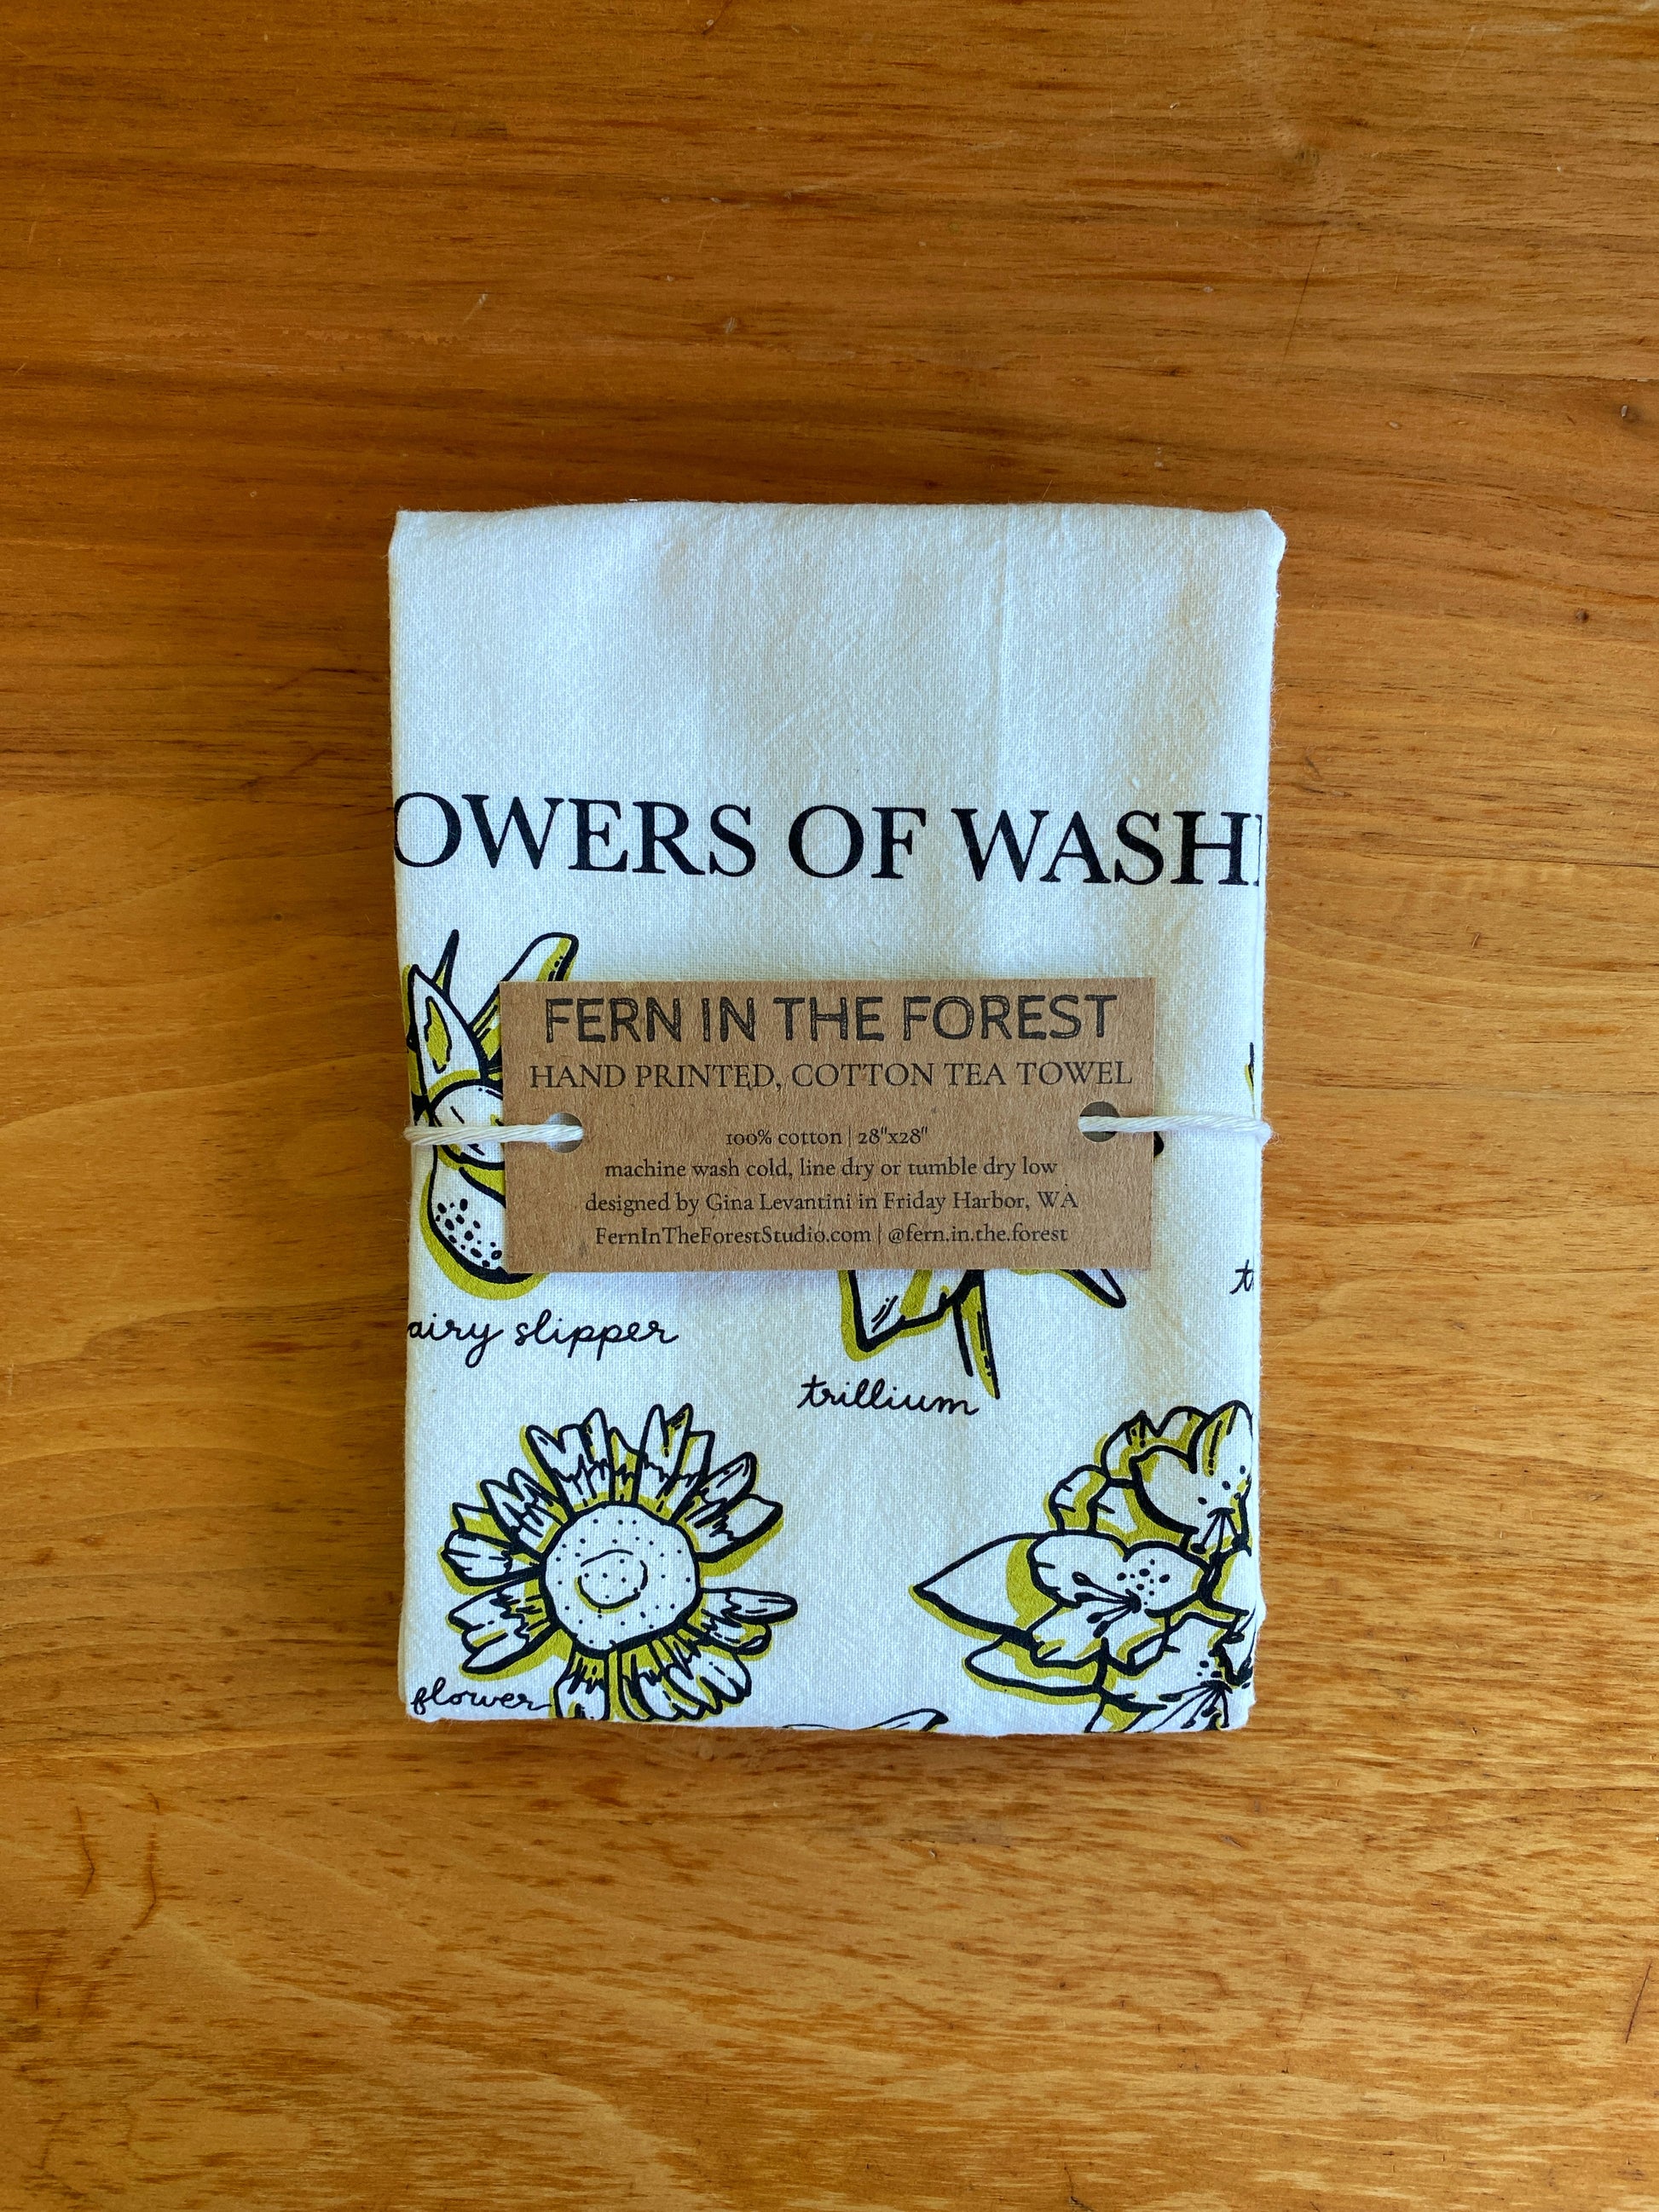 OWERS OF WASHI
FERN IN THE FOREST
HAND PRINTED, COTTON TEA TOWEL
100% cotton | 28"x28"
machine wash cold, line dry or tumble dry low
designed by Gina Levantini in Friday Harbor, WA
FernInTheForestStudio.com | @fern.in.the.forest
airy slipper
trillium
flower